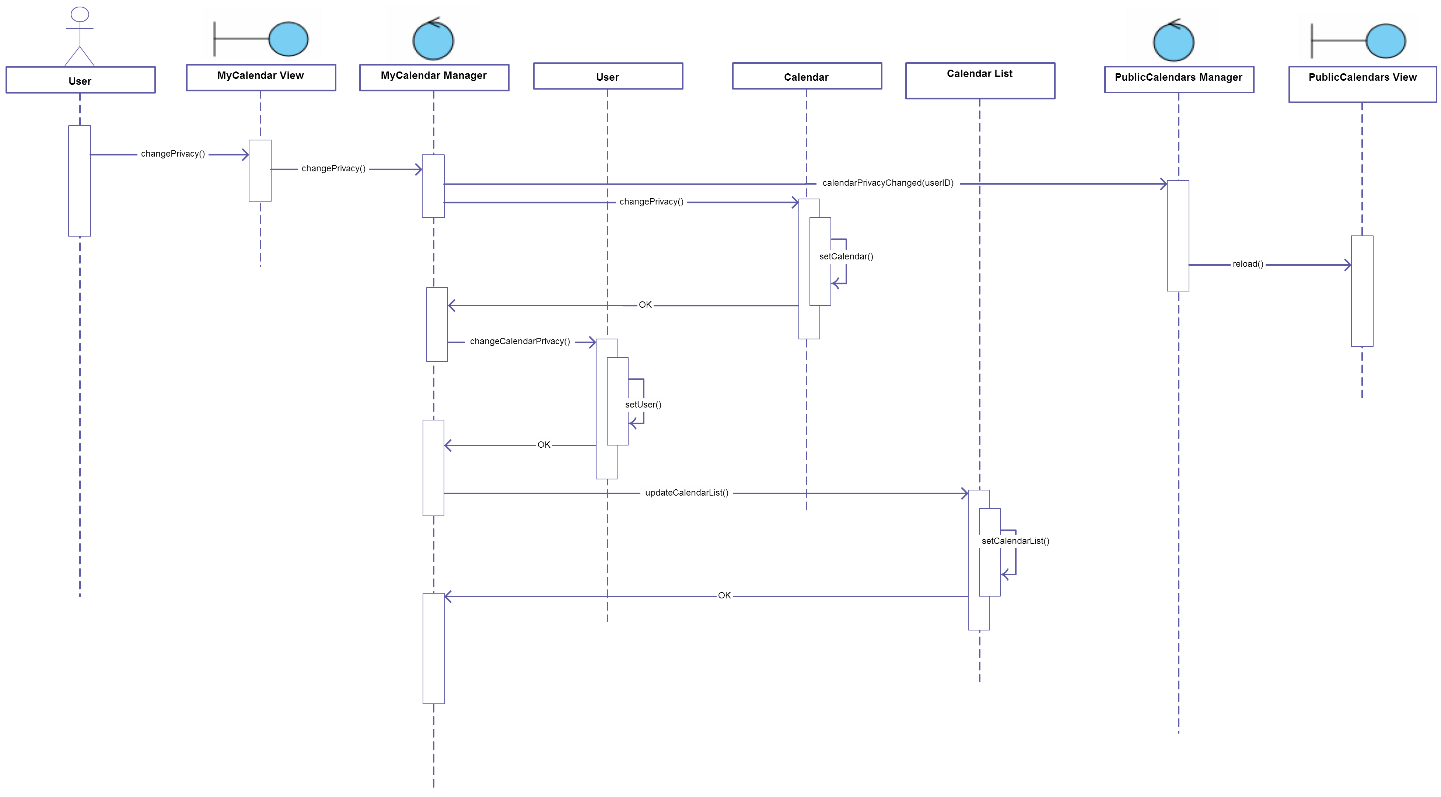 User
MyCalendar View
MyCalendar Manager
User
Calendar
Calendar List
PublicCalendars Manager
PublicCalendars View
changePrivacy()
changePrivacy()
calendarPrivacyChanged(userID)
changePrivacy()
setCalendar()
reload()
OK
changeCalendarPrivacy()
setUser()
OK
updateCalendarList()
setCalendarList()
OK